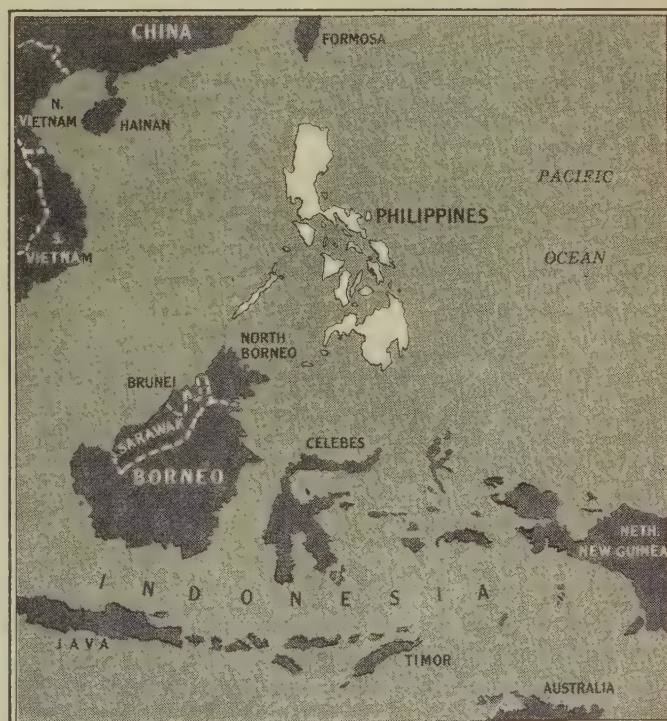 CHINA
FORMOSA
N.
VIETNAM
HAINAN
PACIFIC
PHILIPPINES
S.
VIETNAM
OCEAN
NORTH
BORNEO
BRUNEI
SARAWAK
CELEBES
BORNEO
NETH.
NEW GUINEA
INDONESIA
JAVA
TIMOR
AUSTRALIA